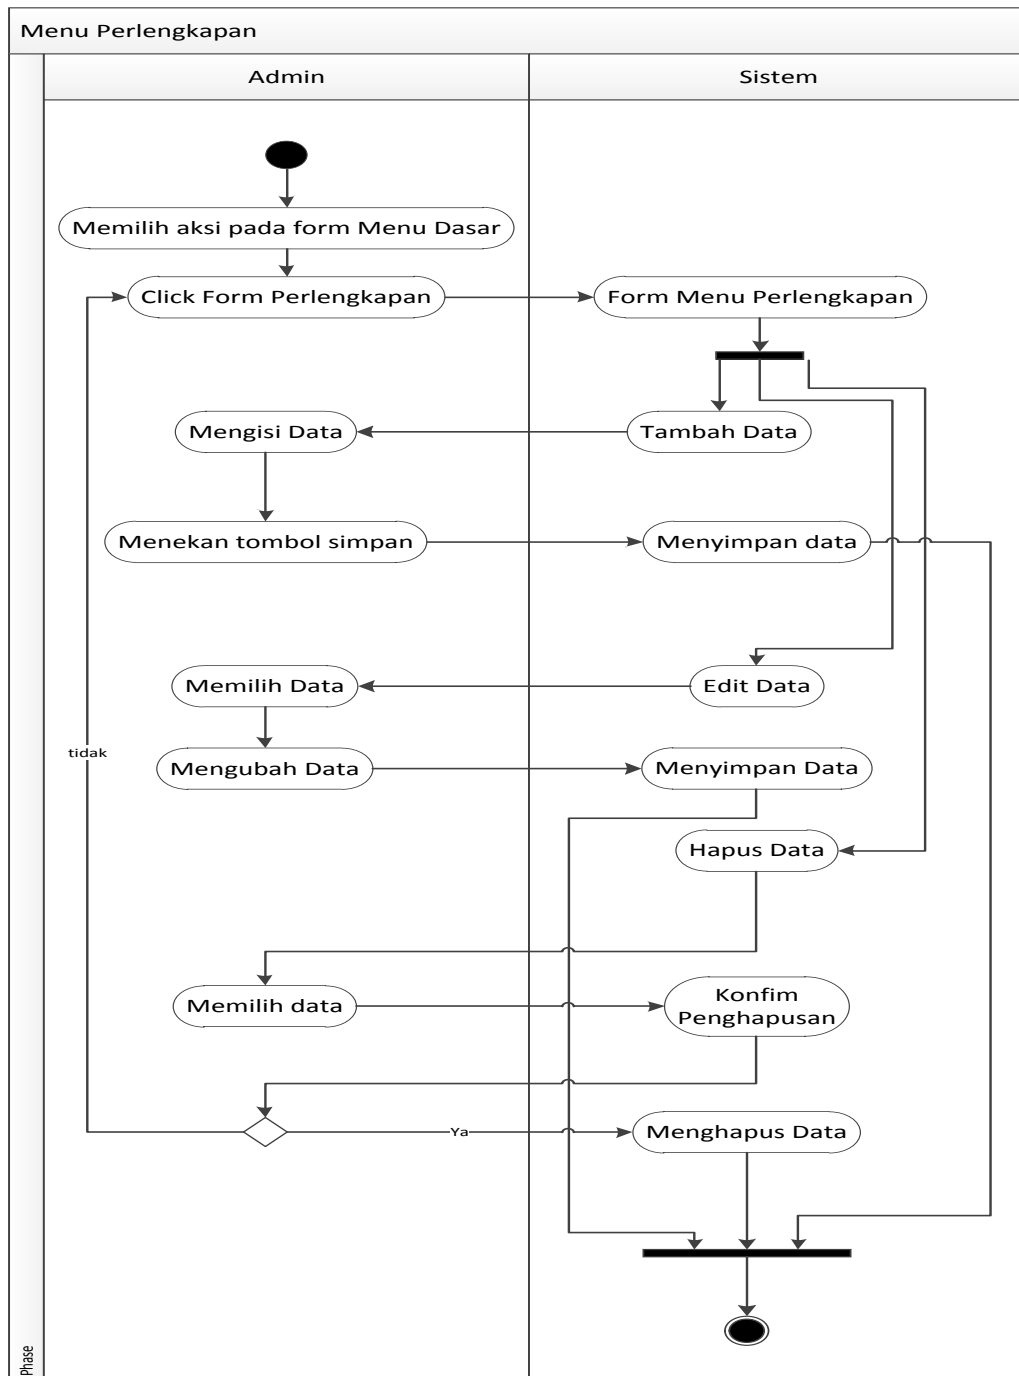 Menu Perlengkapan
Admin
Sistem
Memilih aksi pada form Menu Dasar
Click Form Perlengkapan
Form Menu Perlengkapan
Mengisi Data
Tambah Data
Menekan tombol simpan
Menyimpan data
Memilih Data
Edit Data
tidak
Mengubah Data
Menyimpan Data
Hapus Data
Memilih data
Konfim
Penghapusan
Ya
Menghapus Data
Phase